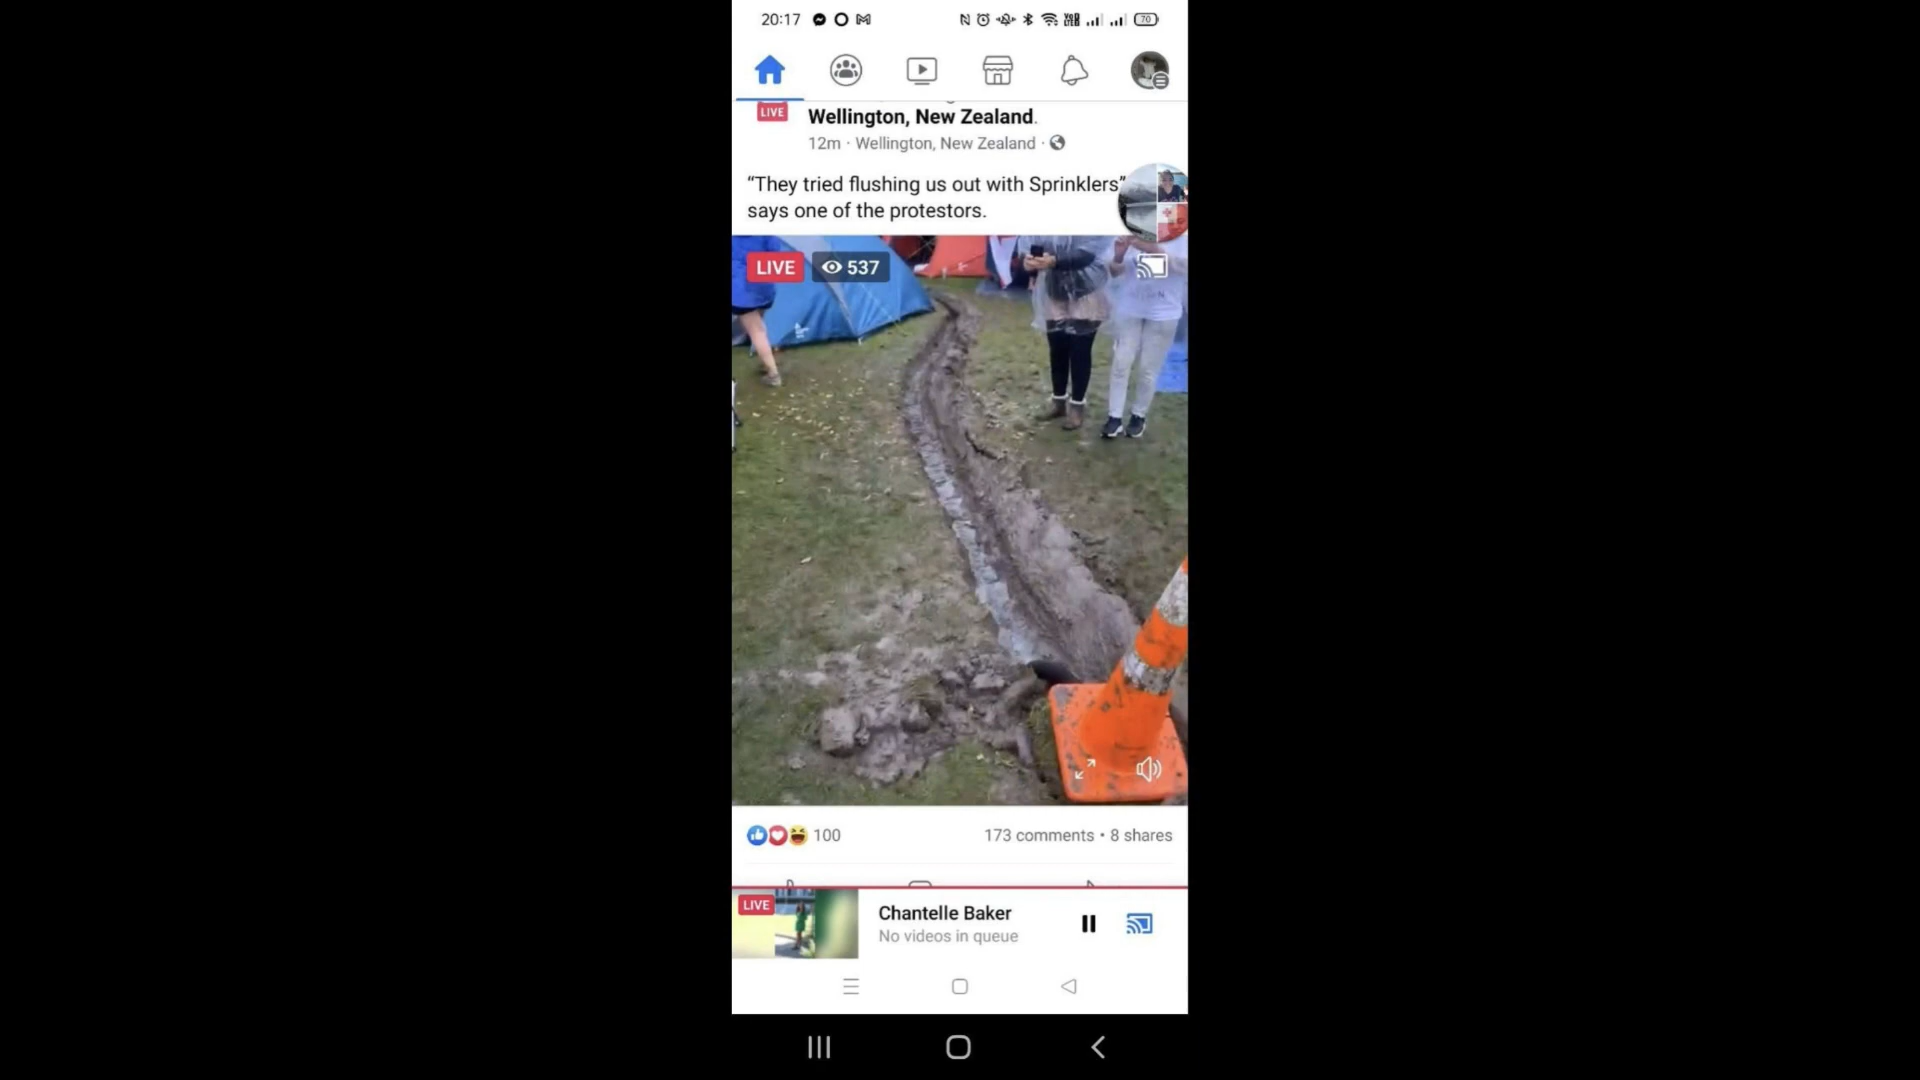 20:17
70
LIVE
Wellington, New Zealand.
12m · Wellington, New Zealand ·
“They tried flushing us out with Sprinklers”
says one of the protestors.
LIVE 537
100
173 comments • 8 shares
LIVE
Chantelle Baker
No videos in queue